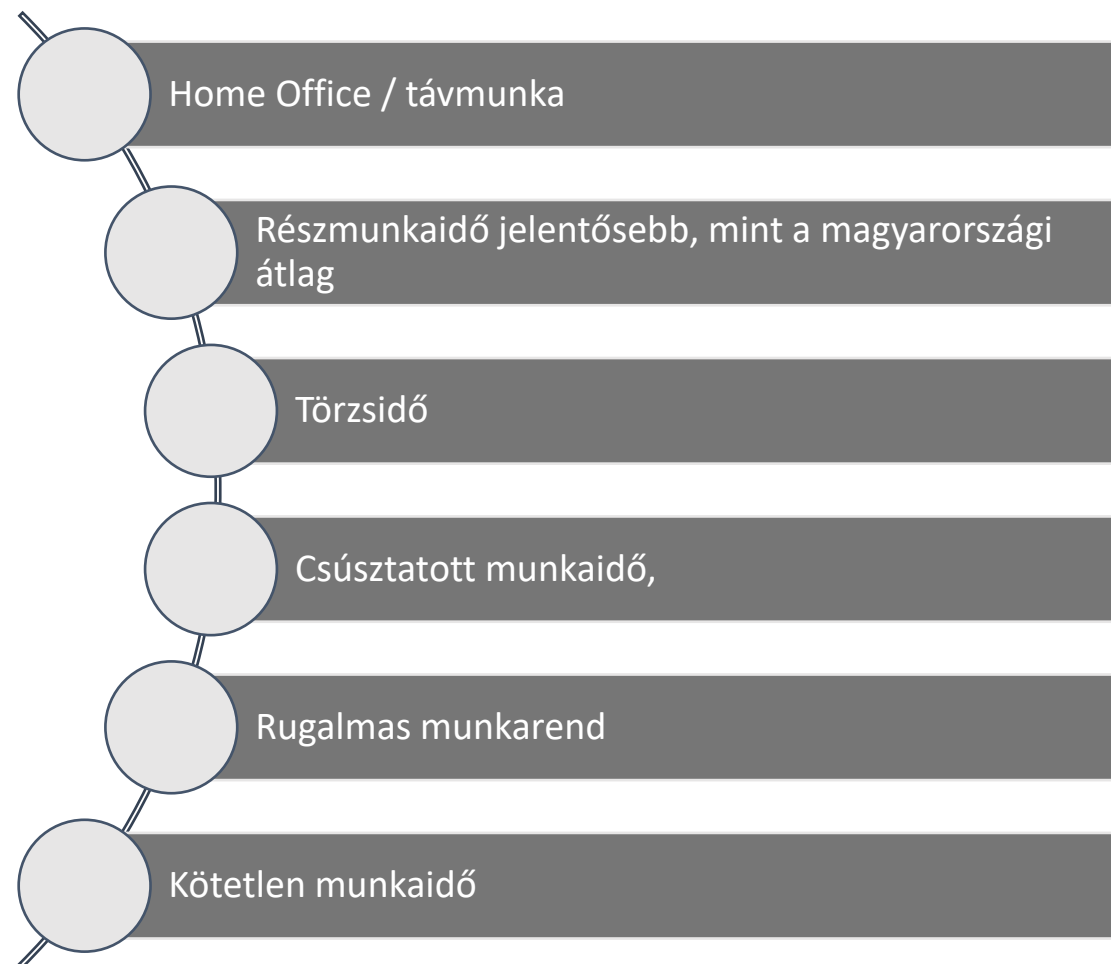 Home Office / távmunka
Részmunkaidő jelentősebb, mint a magyarországi
átlag
Törzsidő
Csúsztatott munkaidő,
Rugalmas munkarend
Kötetlen munkaidő